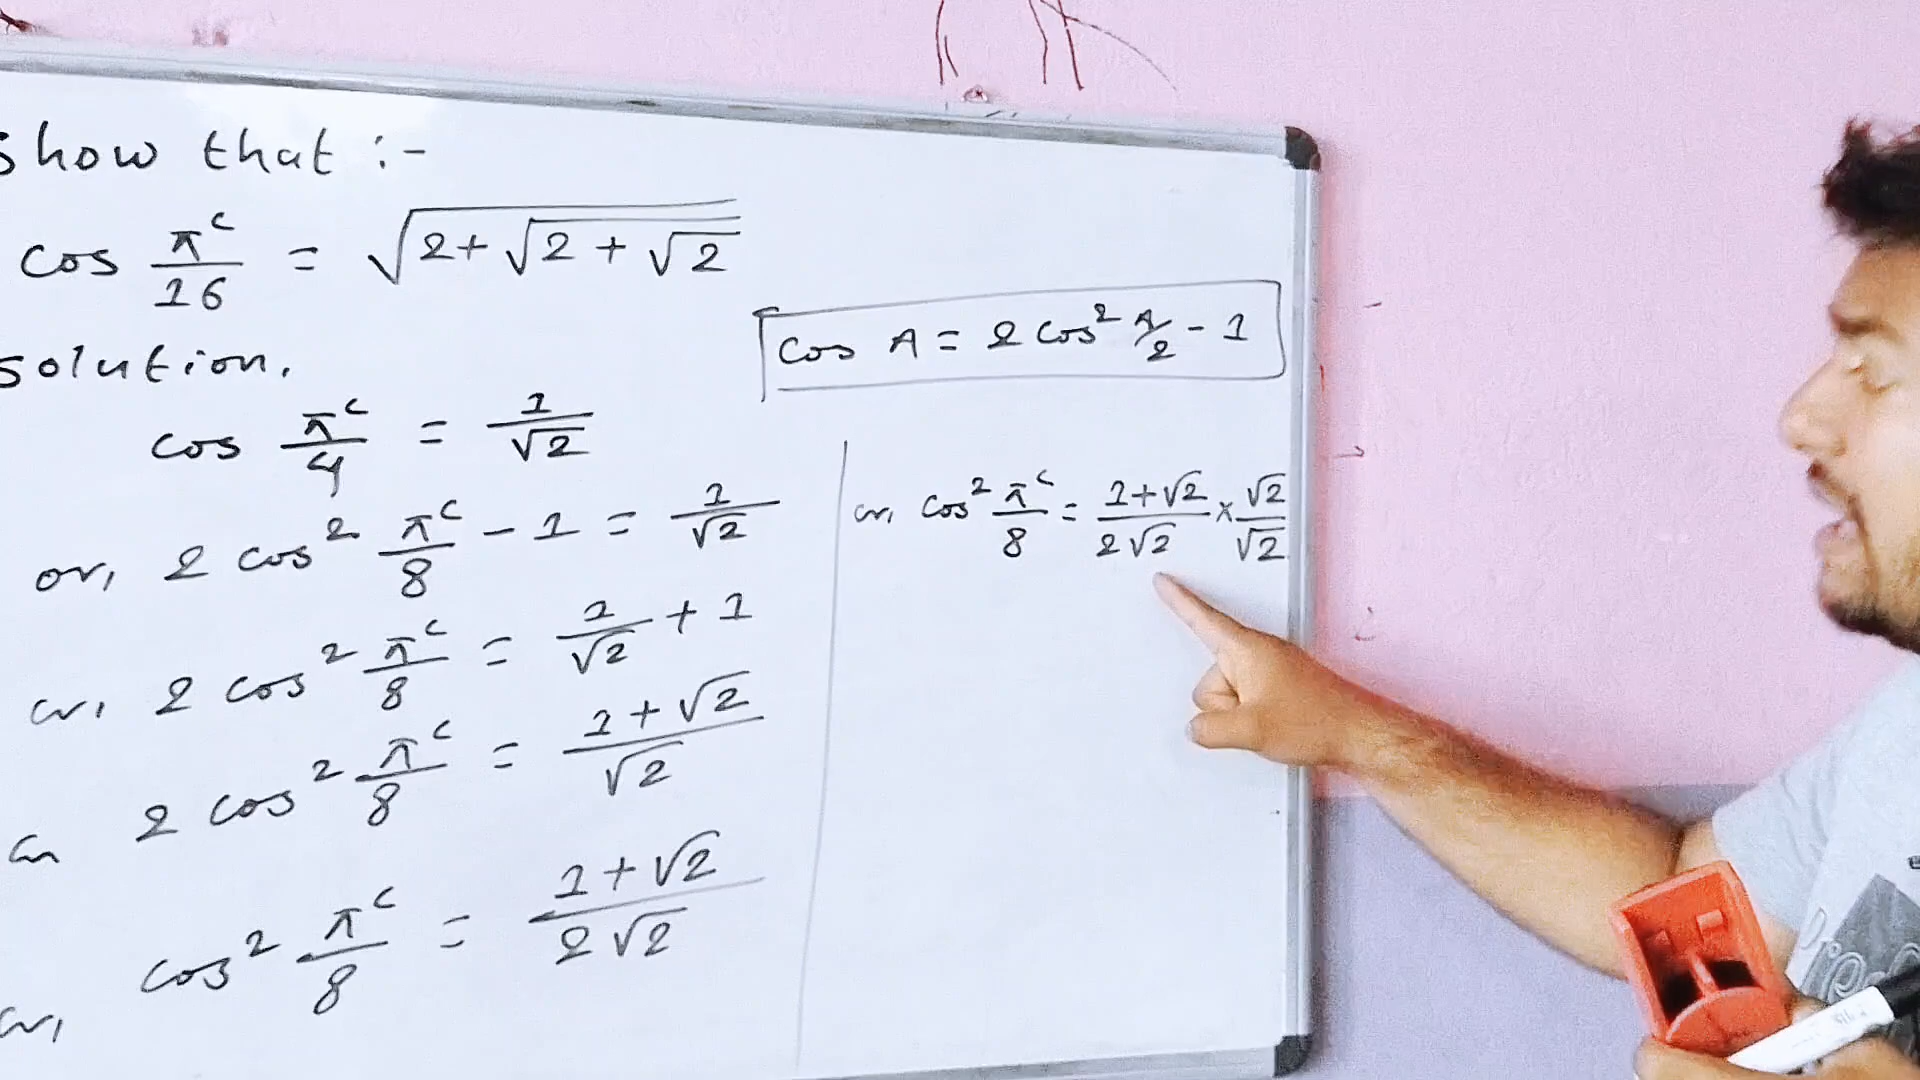 show that :-
cos π^c/16 = √(2+√(2+√2))
solution.
cos π^c/4 = 1/√2
or, 2 cos² π^c/8 - 1 = 1/√2
or, 2 cos² π^c/8 = 1/√2 + 1
or 2 cos² π^c/8 = (1+√2)/√2
or, cos² π^c/8 = (1+√2)/(2√2)
cos A = 2 cos² A/2 - 1
or, cos² π^c/8 = (1+√2)/(2√2) × √2/√2